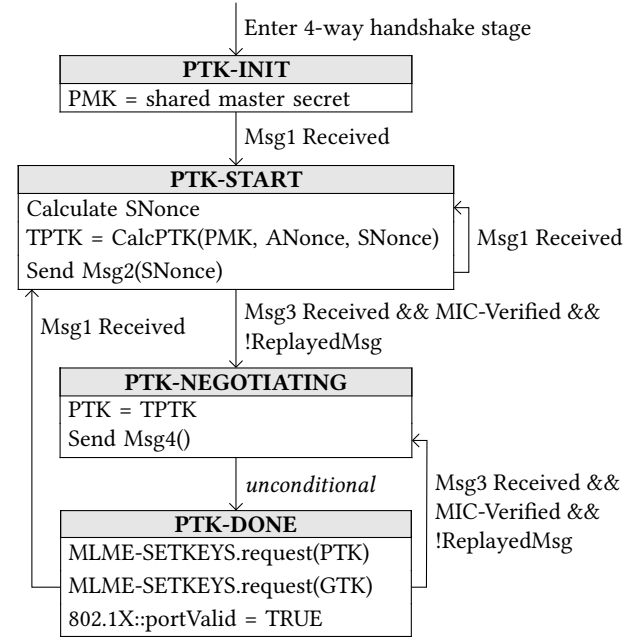 Enter 4-way handshake stage
PTK-INIT
PMK = shared master secret
Msg1 Received
PTK-START
Calculate SNonce
TPTK = CalcPTK(PMK, ANonce, SNonce)
Send Msg2(SNonce)
Msg1 Received
Msg1 Received
Msg3 Received && MIC-Verified &&
!ReplayedMsg
PTK-NEGOTIATING
PTK = TPTK
Send Msg4()
unconditional
Msg3 Received &&
MIC-Verified &&
!ReplayedMsg
PTK-DONE
MLME-SETKEYS.request(PTK)
MLME-SETKEYS.request(GTK)
802.1X::portValid = TRUE